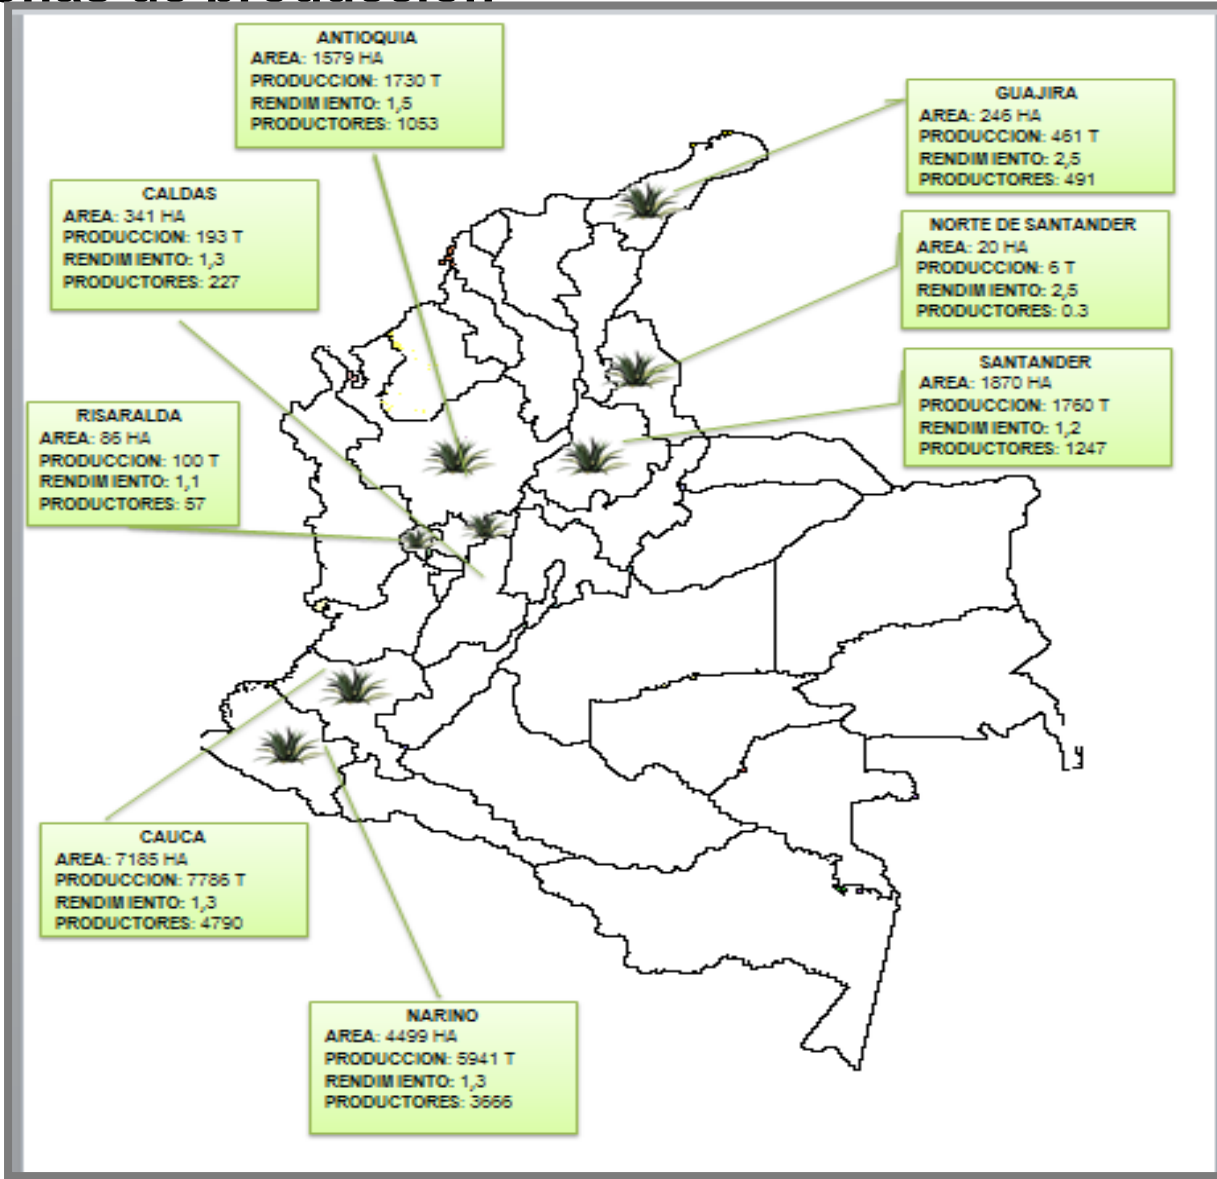 ANTIOQUIA
AREA: 1579 HA
PRODUCCION: 1730 T
RENDIMIENTO: 1,5
PRODUCTORES: 1053
GUAJIRA
AREA: 246 HA
PRODUCCION: 461 T
RENDIMIENTO: 2,5
PRODUCTORES: 491
CALDAS
AREA: 341 HA
PRODUCCION: 193 T
RENDIMIENTO: 1,3
PRODUCTORES: 227
NORTE DE SANTANDER
AREA: 20 HA
PRODUCCION: 6 T
RENDIMIENTO: 2,5
PRODUCTORES: 0.3
SANTANDER
AREA: 1870 HA
PRODUCCION: 1760 T
RENDIMIENTO: 1,2
PRODUCTORES: 1247
RISARALDA
AREA: 86 HA
PRODUCCION: 100 T
RENDIMIENTO: 1,1
PRODUCTORES: 57
CAUCA
AREA: 7185 HA
PRODUCCION: 7786 T
RENDIMIENTO: 1,3
PRODUCTORES: 4790
NARINO
AREA: 4499 HA
PRODUCCION: 5941 T
RENDIMIENTO: 1,3
PRODUCTORES: 3666